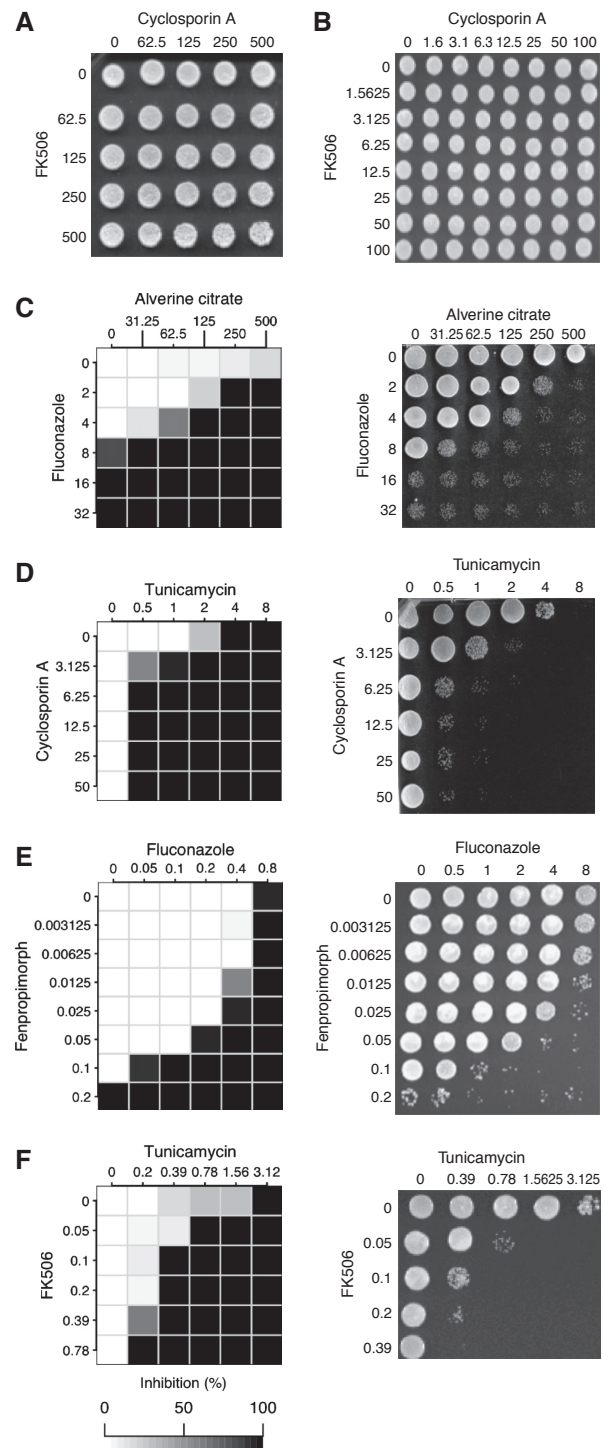 A
Cyclosporin A
0 62.5 125 250 500
FK506
0
62.5
125
250
500
B
Cyclosporin A
0 1.6 3.1 6.3 12.5 25 50 100
FK506
0
1.5625
3.125
6.25
12.5
25
50
100
C
Alverine citrate
0 31.25 62.5 125 250 500
Fluconazole
0
2
4
8
16
32
Alverine citrate
0 31.25 62.5 125 250 500
Fluconazole
0
2
4
8
16
32
D
Tunicamycin
0 0.5 1 2 4 8
Cyclosporin A
0
3.125
6.25
12.5
25
50
Tunicamycin
0 0.5 1 2 4 8
Cyclosporin A
0
3.125
6.25
12.5
25
50
E
Fluconazole
0 0.05 0.1 0.2 0.4 0.8
Fenpropimorph
0
0.003125
0.00625
0.0125
0.025
0.05
0.1
0.2
Fluconazole
0 0.5 1 2 4 8
Fenpropimorph
0
0.003125
0.00625
0.0125
0.025
0.05
0.1
0.2
F
Tunicamycin
0 0.2 0.39 0.78 1.56 3.12
FK506
0
0.05
0.1
0.2
0.39
0.78
Tunicamycin
0 0.39 0.78 1.5625 3.125
FK506
0
0.05
0.1
0.2
0.39
Inhibition (%)
0 50 100